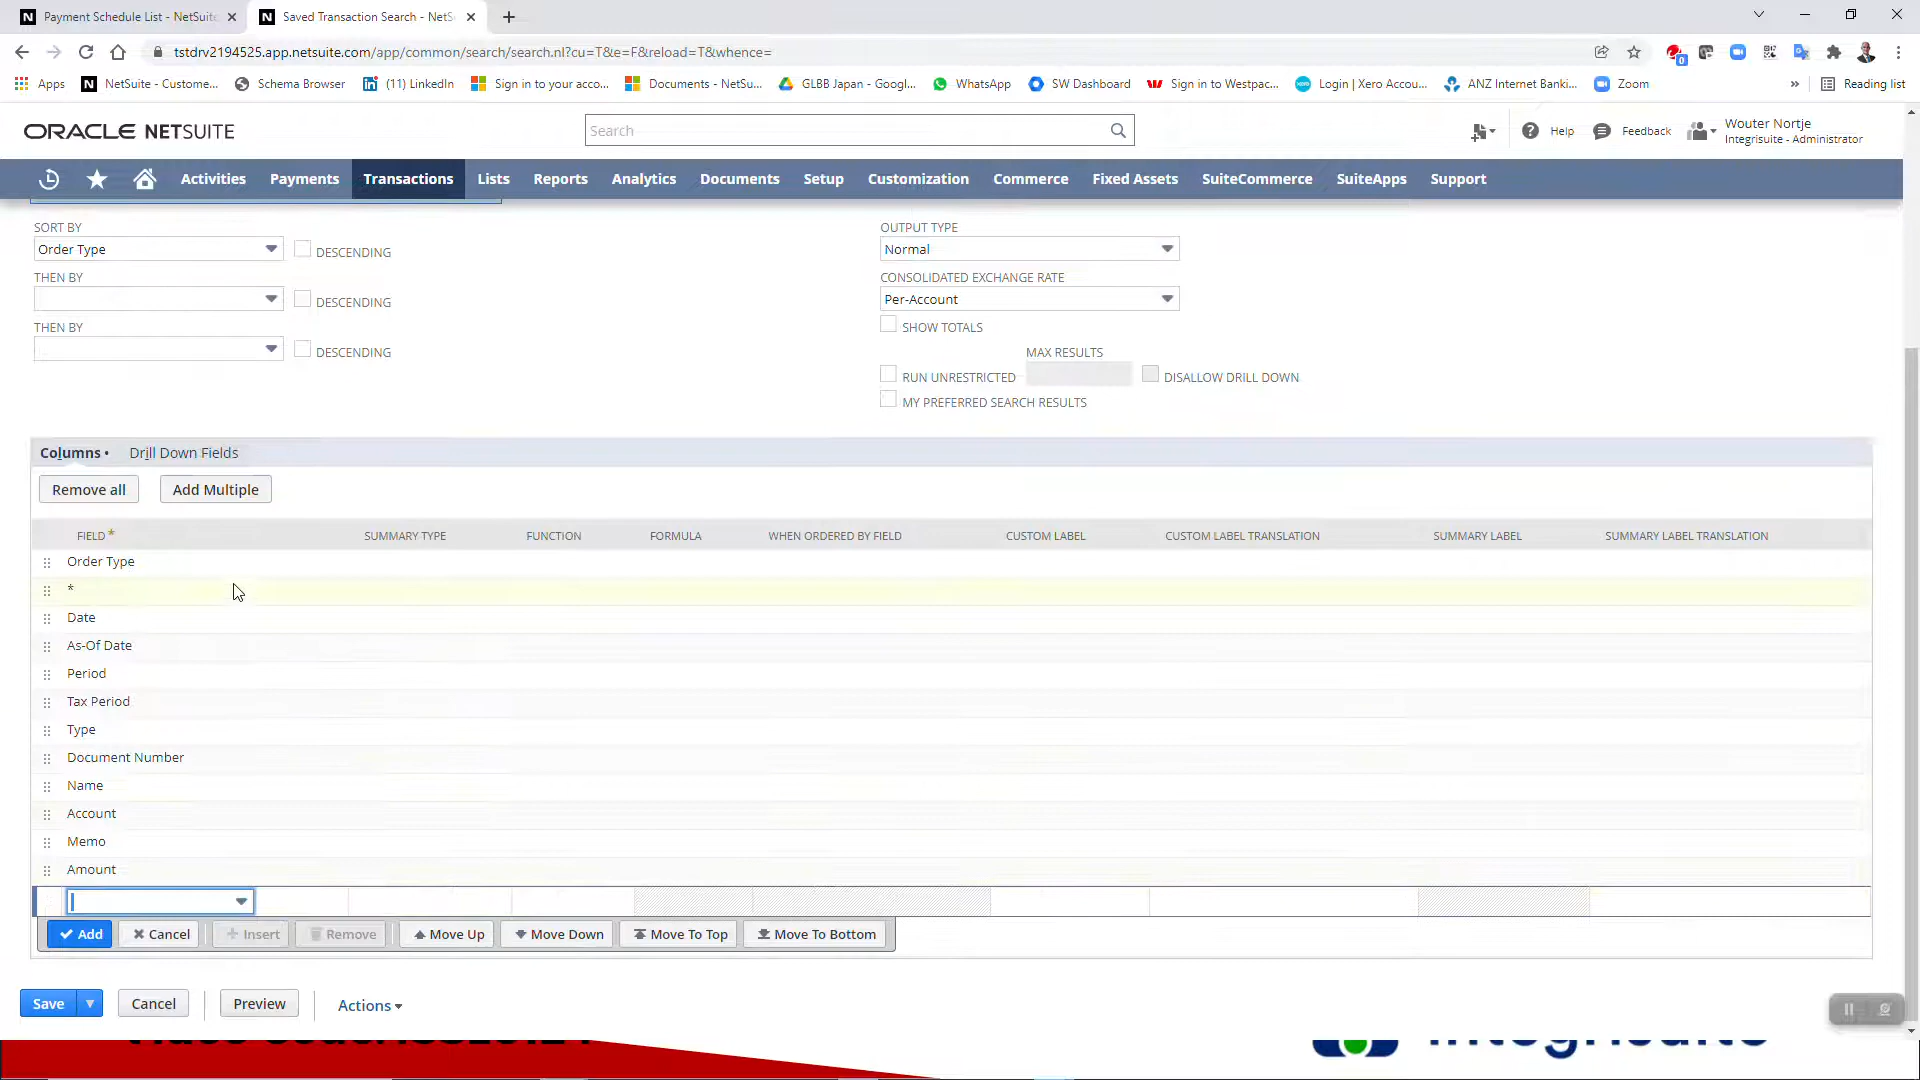 Payment Schedule List - NetSuite
Saved Transaction Search - NetS
tstdrv2194525.app.netsuite.com/app/common/search/search.nl?cu=T&e=F&reload=T&whence=
Apps
NetSuite - Custome...
Schema Browser
(11) LinkedIn
Sign in to your acco...
Documents - NetSu...
GLBB Japan - Googl...
WhatsApp
SW Dashboard
Sign in to Westpac...
Login | Xero Accou...
ANZ Internet Banki...
Zoom
»
Reading list
ORACLE NETSUITE
Search
Help
Feedback
Wouter Nortje
Integrisuite - Administrator
Activities
Payments
Transactions
Lists
Reports
Analytics
Documents
Setup
Customization
Commerce
Fixed Assets
SuiteCommerce
SuiteApps
Support
SORT BY
Order Type
DESCENDING
THEN BY
DESCENDING
THEN BY
DESCENDING
OUTPUT TYPE
Normal
CONSOLIDATED EXCHANGE RATE
Per-Account
SHOW TOTALS
MAX RESULTS
RUN UNRESTRICTED
DISALLOW DRILL DOWN
MY PREFERRED SEARCH RESULTS
Columns •
Drill Down Fields
Remove all
Add Multiple
FIELD *
SUMMARY TYPE
FUNCTION
FORMULA
WHEN ORDERED BY FIELD
CUSTOM LABEL
CUSTOM LABEL TRANSLATION
SUMMARY LABEL
SUMMARY LABEL TRANSLATION
Order Type
*
Date
As-Of Date
Period
Tax Period
Type
Document Number
Name
Account
Memo
Amount
Add
Cancel
Insert
Remove
Move Up
Move Down
Move To Top
Move To Bottom
Save
Cancel
Preview
Actions